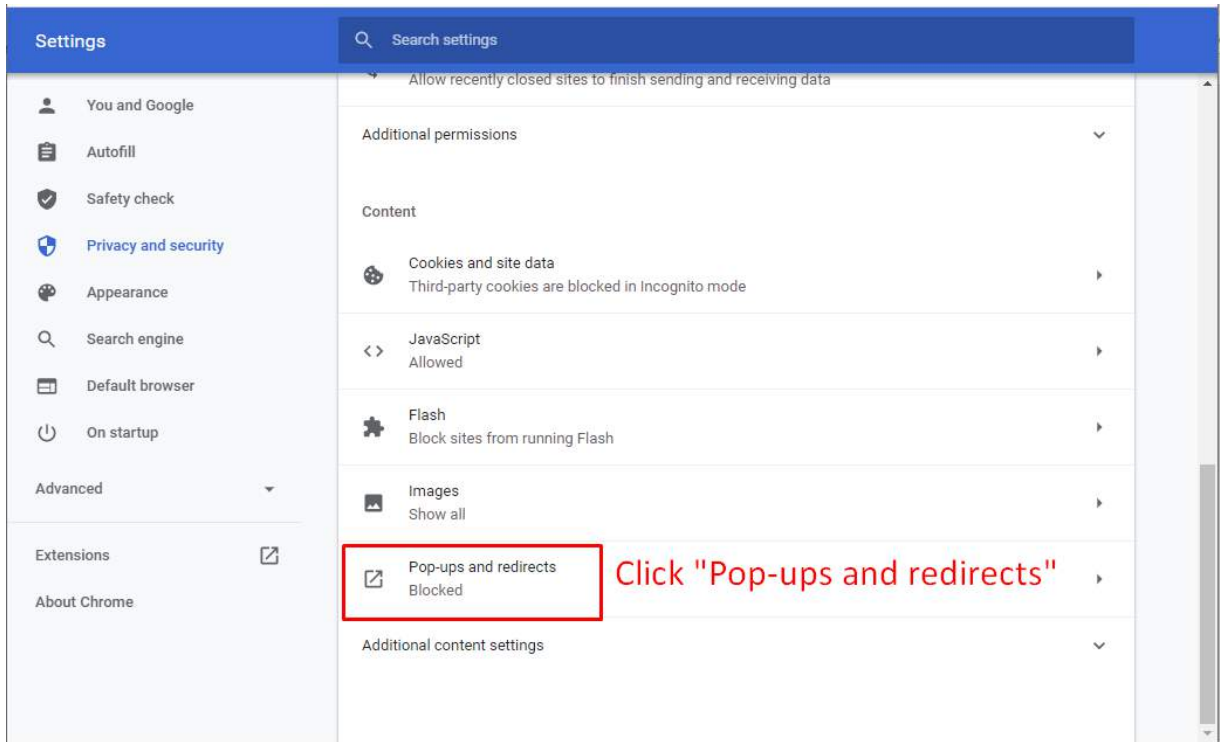 Settings
Search settings
You and Google
Autofill
Safety check
Privacy and security
Appearance
Search engine
Default browser
On startup
Advanced
Extensions
About Chrome
Allow recently closed sites to finish sending and receiving data
Additional permissions
Content
Cookies and site data
Third-party cookies are blocked in Incognito mode
JavaScript
Allowed
Flash
Block sites from running Flash
Images
Show all
Pop-ups and redirects
Blocked
Click "Pop-ups and redirects"
Additional content settings